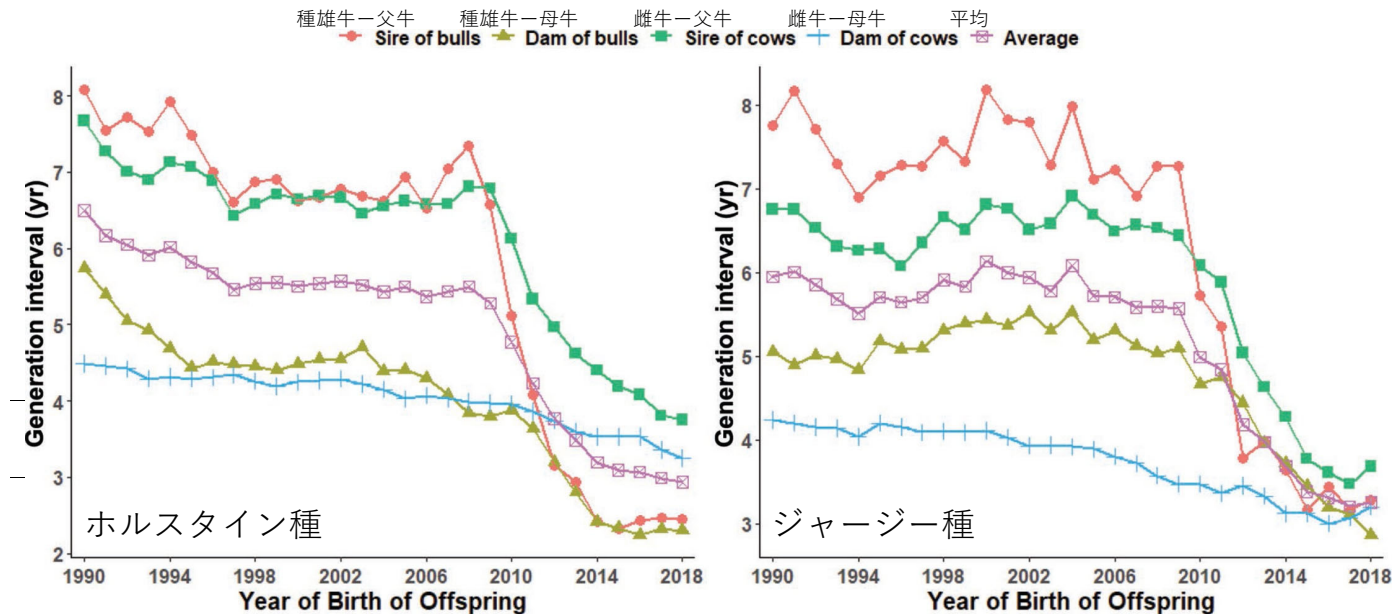 種雄牛ー父牛 種雄牛ー母牛 雌牛ー父牛 雌牛ー母牛 平均
Sire of bulls Dam of bulls Sire of cows Dam of cows Average
Generation interval (yr)
8
7
6
5
4
3
2
ホルスタイン種
1990 1994 1998 2002 2006 2010 2014 2018
Year of Birth of Offspring
Generation interval (yr)
8
7
6
5
4
3
ジャージー種
1990 1994 1998 2002 2006 2010 2014 2018
Year of Birth of Offspring